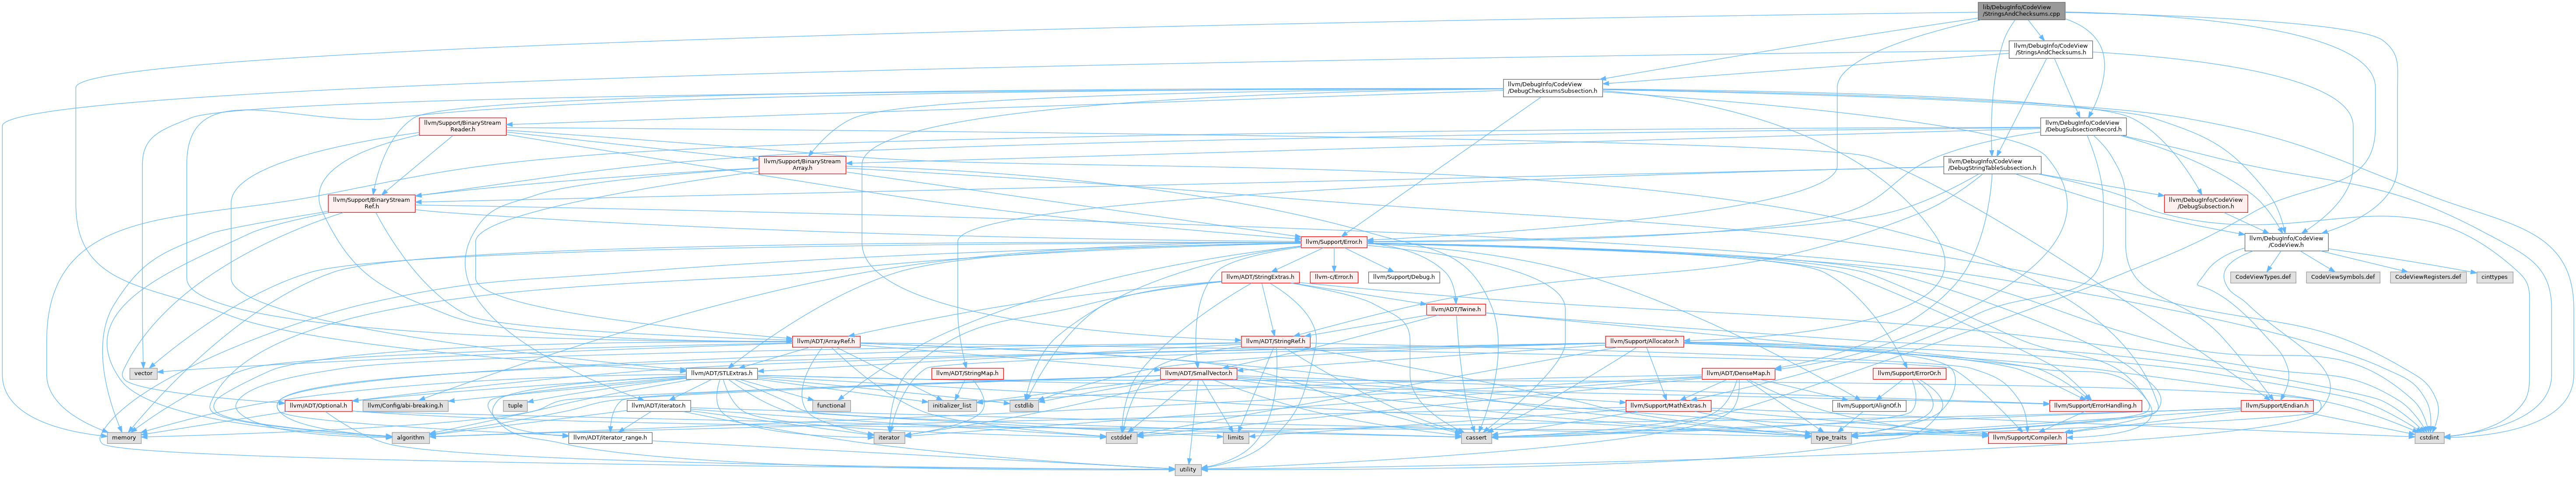 lib/DebugInfo/CodeView
/StringsAndChecksums.cpp
llvm/DebugInfo/CodeView
/StringsAndChecksums.h
llvm/DebugInfo/CodeView
/DebugChecksumsSubsection.h
llvm/Support/BinaryStream
Reader.h
llvm/DebugInfo/CodeView
/DebugSubsectionRecord.h
llvm/Support/BinaryStream
Array.h
llvm/DebugInfo/CodeView
/DebugStringTableSubsection.h
llvm/Support/BinaryStream
Ref.h
llvm/DebugInfo/CodeView
/DebugSubsection.h
llvm/Support/Error.h
llvm/DebugInfo/CodeView
/CodeView.h
llvm/ADT/StringExtras.h
llvm-c/Error.h
llvm/Support/Debug.h
CodeViewTypes.def
CodeViewSymbols.def
CodeViewRegisters.def
cinttypes
llvm/ADT/Twine.h
llvm/ADT/ArrayRef.h
llvm/ADT/StringRef.h
llvm/Support/Allocator.h
vector
llvm/ADT/STLExtras.h
llvm/ADT/StringMap.h
llvm/ADT/SmallVector.h
llvm/ADT/DenseMap.h
llvm/Support/ErrorOr.h
llvm/ADT/Optional.h
llvm/Config/abi-breaking.h
tuple
llvm/ADT/iterator.h
functional
initializer_list
cstdlib
llvm/Support/MathExtras.h
llvm/Support/AlignOf.h
llvm/Support/ErrorHandling.h
llvm/Support/Endian.h
memory
algorithm
llvm/ADT/iterator_range.h
iterator
cstddef
limits
cassert
type_traits
llvm/Support/Compiler.h
cstdint
utility